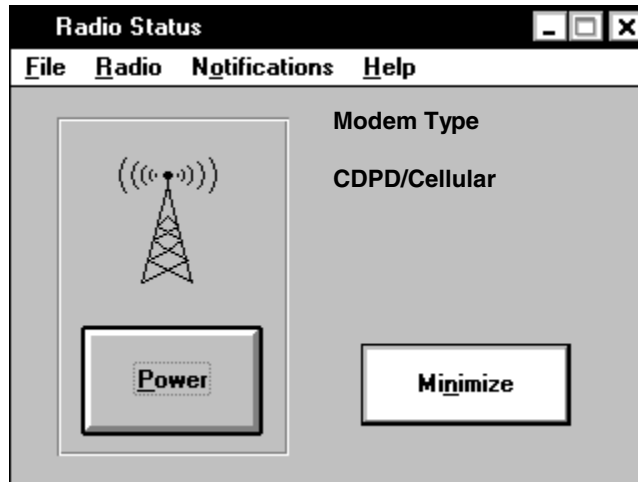 Radio Status
File Radio Notifications Help
Modem Type
CDPD/Cellular
Power
Minimize